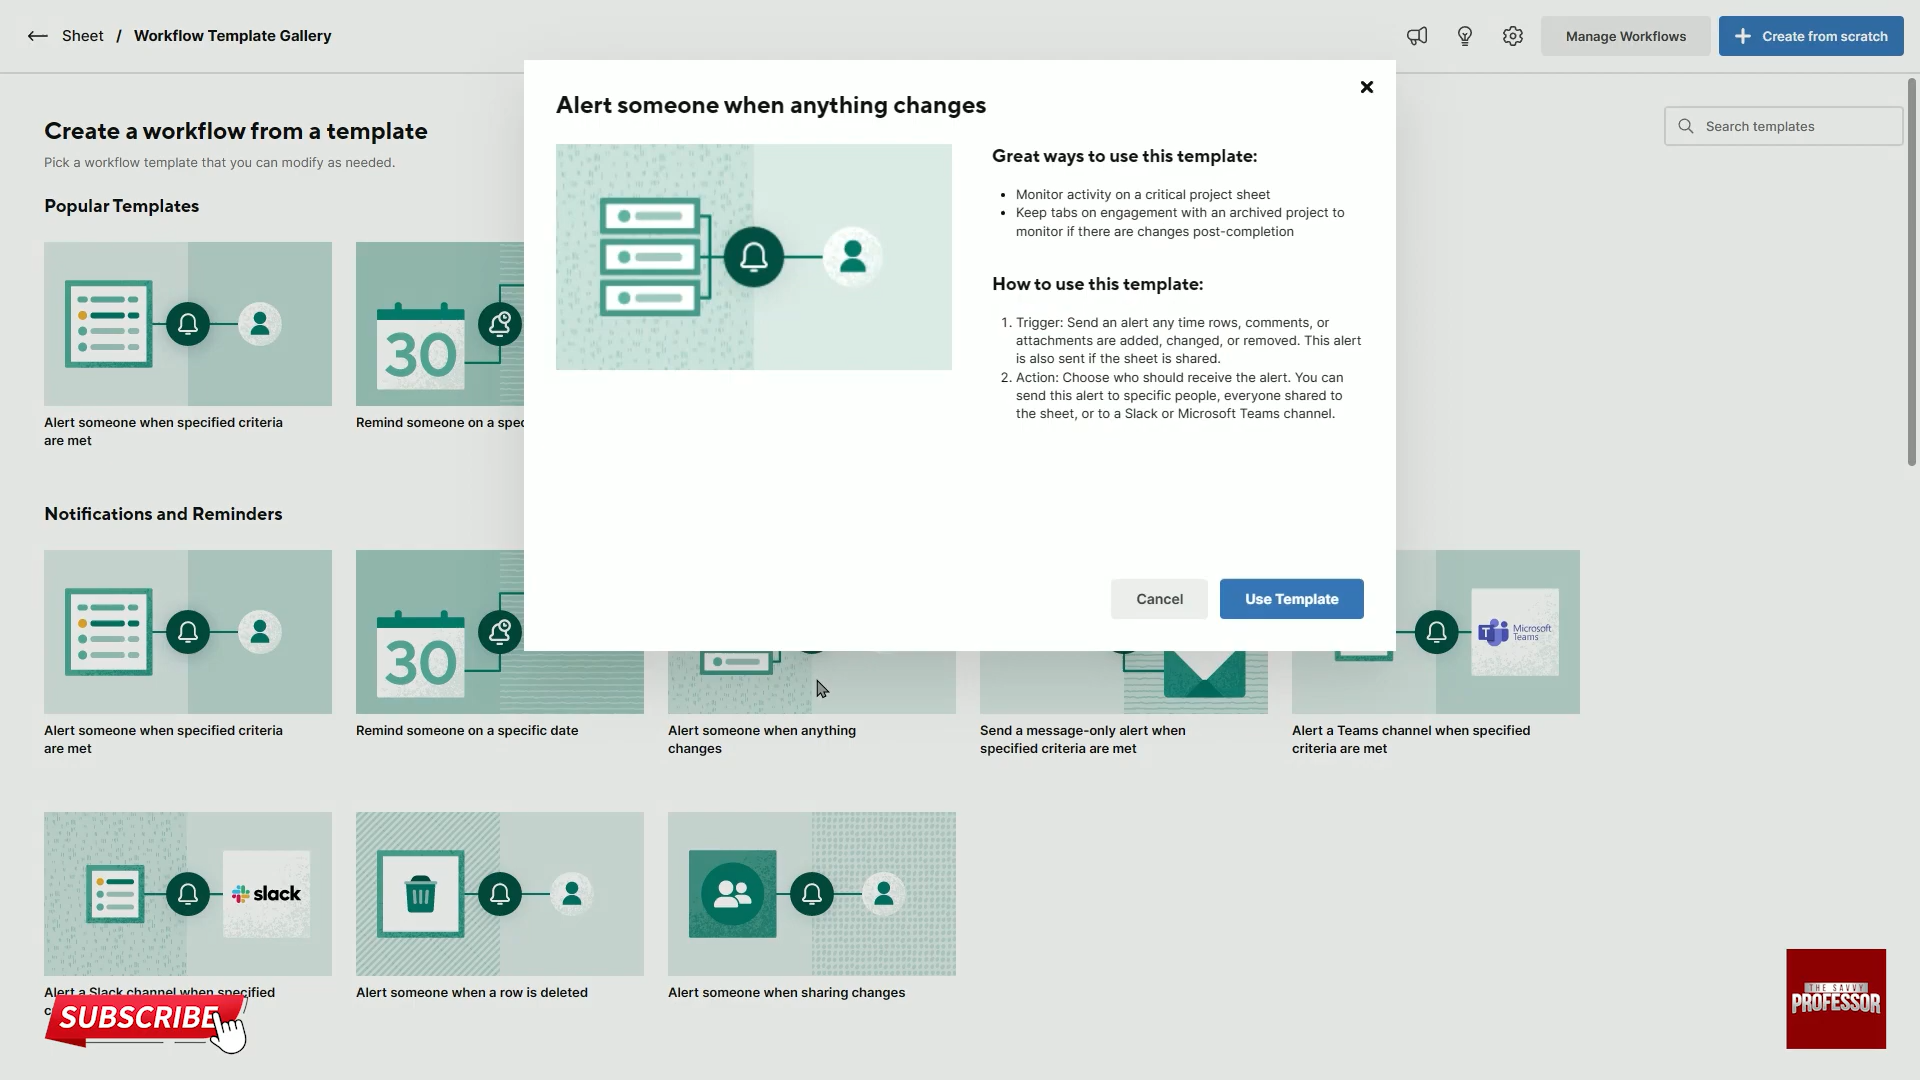 Sheet / Workflow Template Gallery
Manage Workflows
Create from scratch
Create a workflow from a template
Pick a workflow template that you can modify as needed.
Search templates
Popular Templates
Alert someone when specified criteria
are met
30
Remind someone on a spec
Alert someone when anything changes
Great ways to use this template:
• Monitor activity on a critical project sheet
• Keep tabs on engagement with an archived project to
monitor if there are changes post-completion
How to use this template:
1. Trigger: Send an alert any time rows, comments, or
attachments are added, changed, or removed. This alert
is also sent if the sheet is shared.
2. Action: Choose who should receive the alert. You can
send this alert to specific people, everyone shared to
the sheet, or to a Slack or Microsoft Teams channel.
Cancel
Use Template
Notifications and Reminders
Alert someone when specified criteria
are met
30
Remind someone on a specific date
Alert someone when anything
changes
Send a message-only alert when
specified criteria are met
T
Microsoft
Teams
Alert a Teams channel when specified
criteria are met
slack
Alert a Slack channel when specified
Alert someone when a row is deleted
Alert someone when sharing changes
SUBSCRIBE
THE SAVVY
PROFESSOR